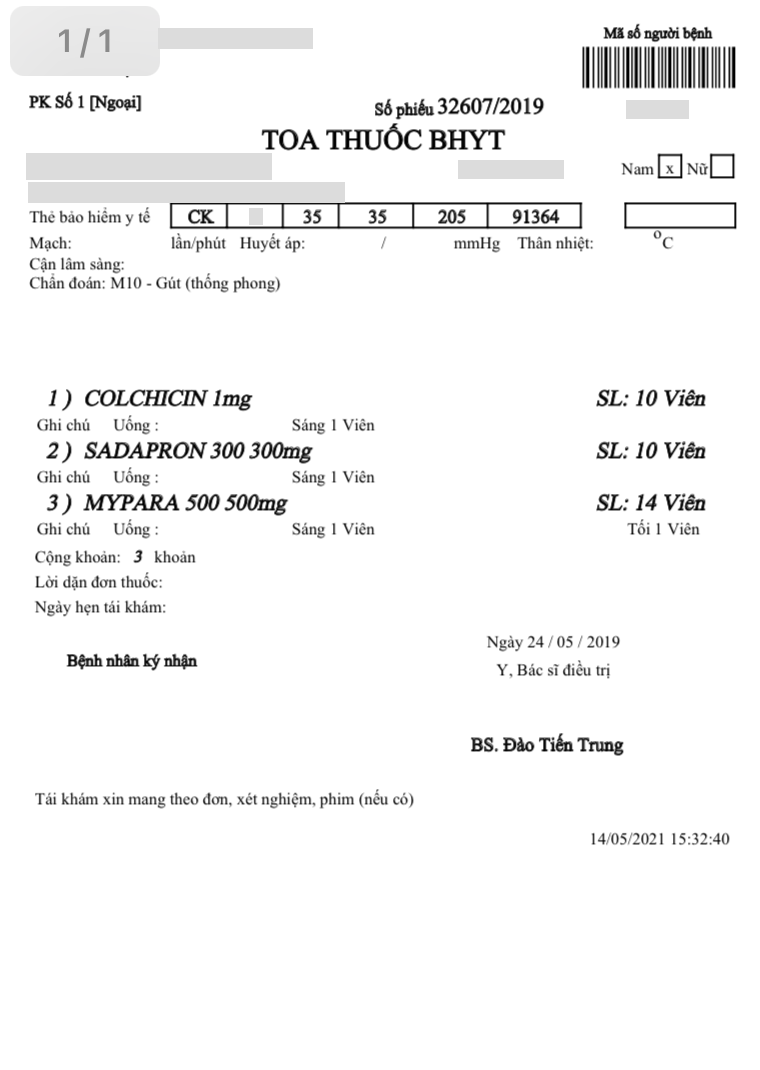 1/1
Mã số người bệnh
PK Số 1 [Ngoại]
Số phiếu 32607/2019
TOA THUỐC BHYT
Nam x Nữ
Thẻ bảo hiểm y tế CK 35 35 205 91364
Mạch: lần/phút Huyết áp: / mmHg Thân nhiệt: °C
Cận lâm sàng:
Chẩn đoán: M10 - Gút (thống phong)
1 ) COLCHICIN 1mg SL: 10 Viên
Ghi chú Uống : Sáng 1 Viên
2 ) SADAPRON 300 300mg SL: 10 Viên
Ghi chú Uống : Sáng 1 Viên
3 ) MYPARA 500 500mg SL: 14 Viên
Ghi chú Uống : Sáng 1 Viên Tối 1 Viên
Cộng khoản: 3 khoản
Lời dặn đơn thuốc:
Ngày hẹn tái khám:
Ngày 24 / 05 / 2019
Bệnh nhân ký nhận
Y, Bác sĩ điều trị
BS. Đào Tiến Trung
Tái khám xin mang theo đơn, xét nghiệm, phim (nếu có)
14/05/2021 15:32:40